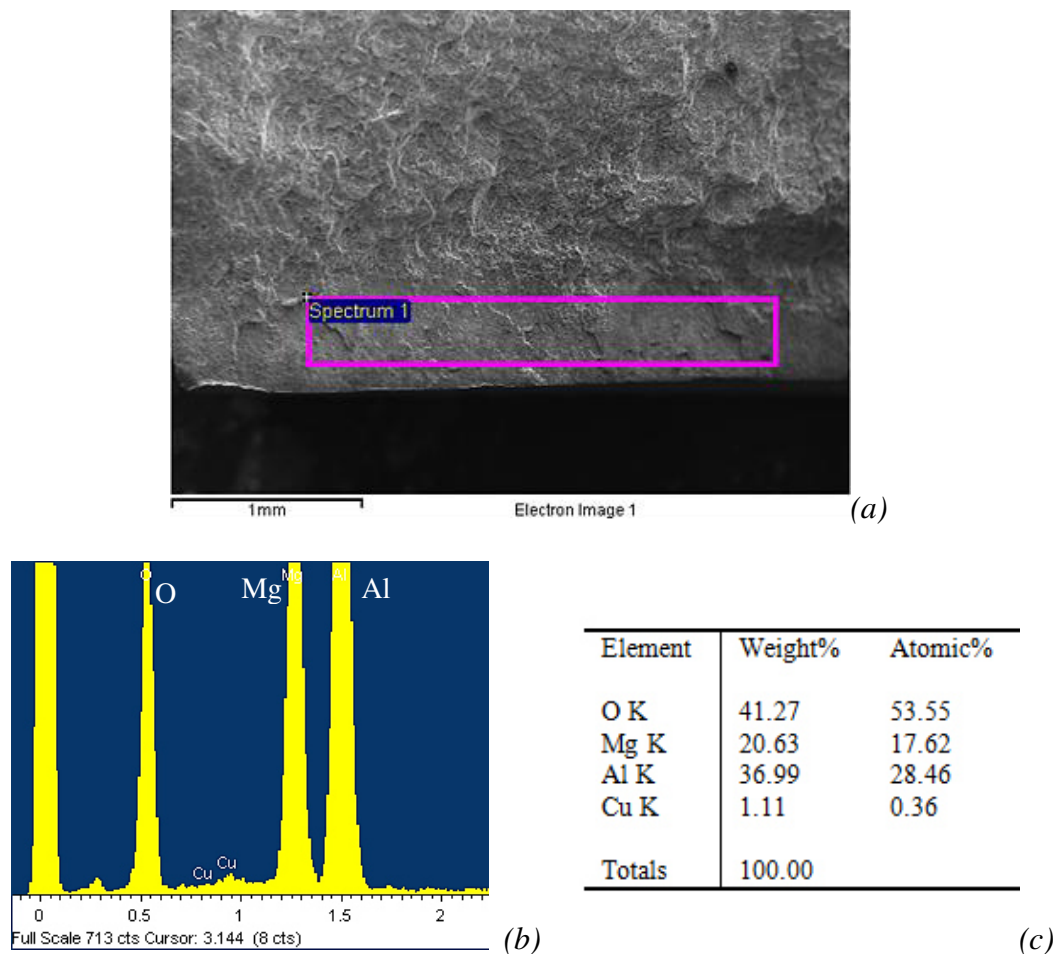 Spectrum 1
1mm
Electron Image 1
(a)
O Mg Al
O Mg Al
Cu Cu
0 0.5 1 1.5 2
Full Scale 713 cts Cursor: 3.144 (8 cts)
(b)
Element Weight% Atomic%
O K 41.27 53.55
Mg K 20.63 17.62
Al K 36.99 28.46
Cu K 1.11 0.36
Totals 100.00
(c)